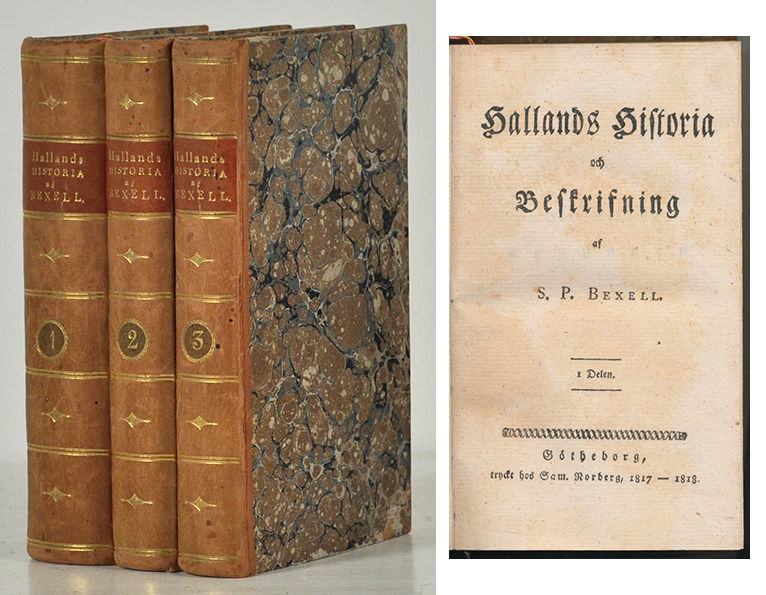 Hallands
HISTORIA
af
BEXELL.
1
Hallands
HISTORIA
af
BEXELL.
2
Hallands
HISTORIA
af
BEXELL.
3
Hallands Historia
och
Beskrifning
af
S. P. BEXELL.
1 Delen.
Götheborg,
tryckt hos Sam. Norberg, 1817 — 1818.